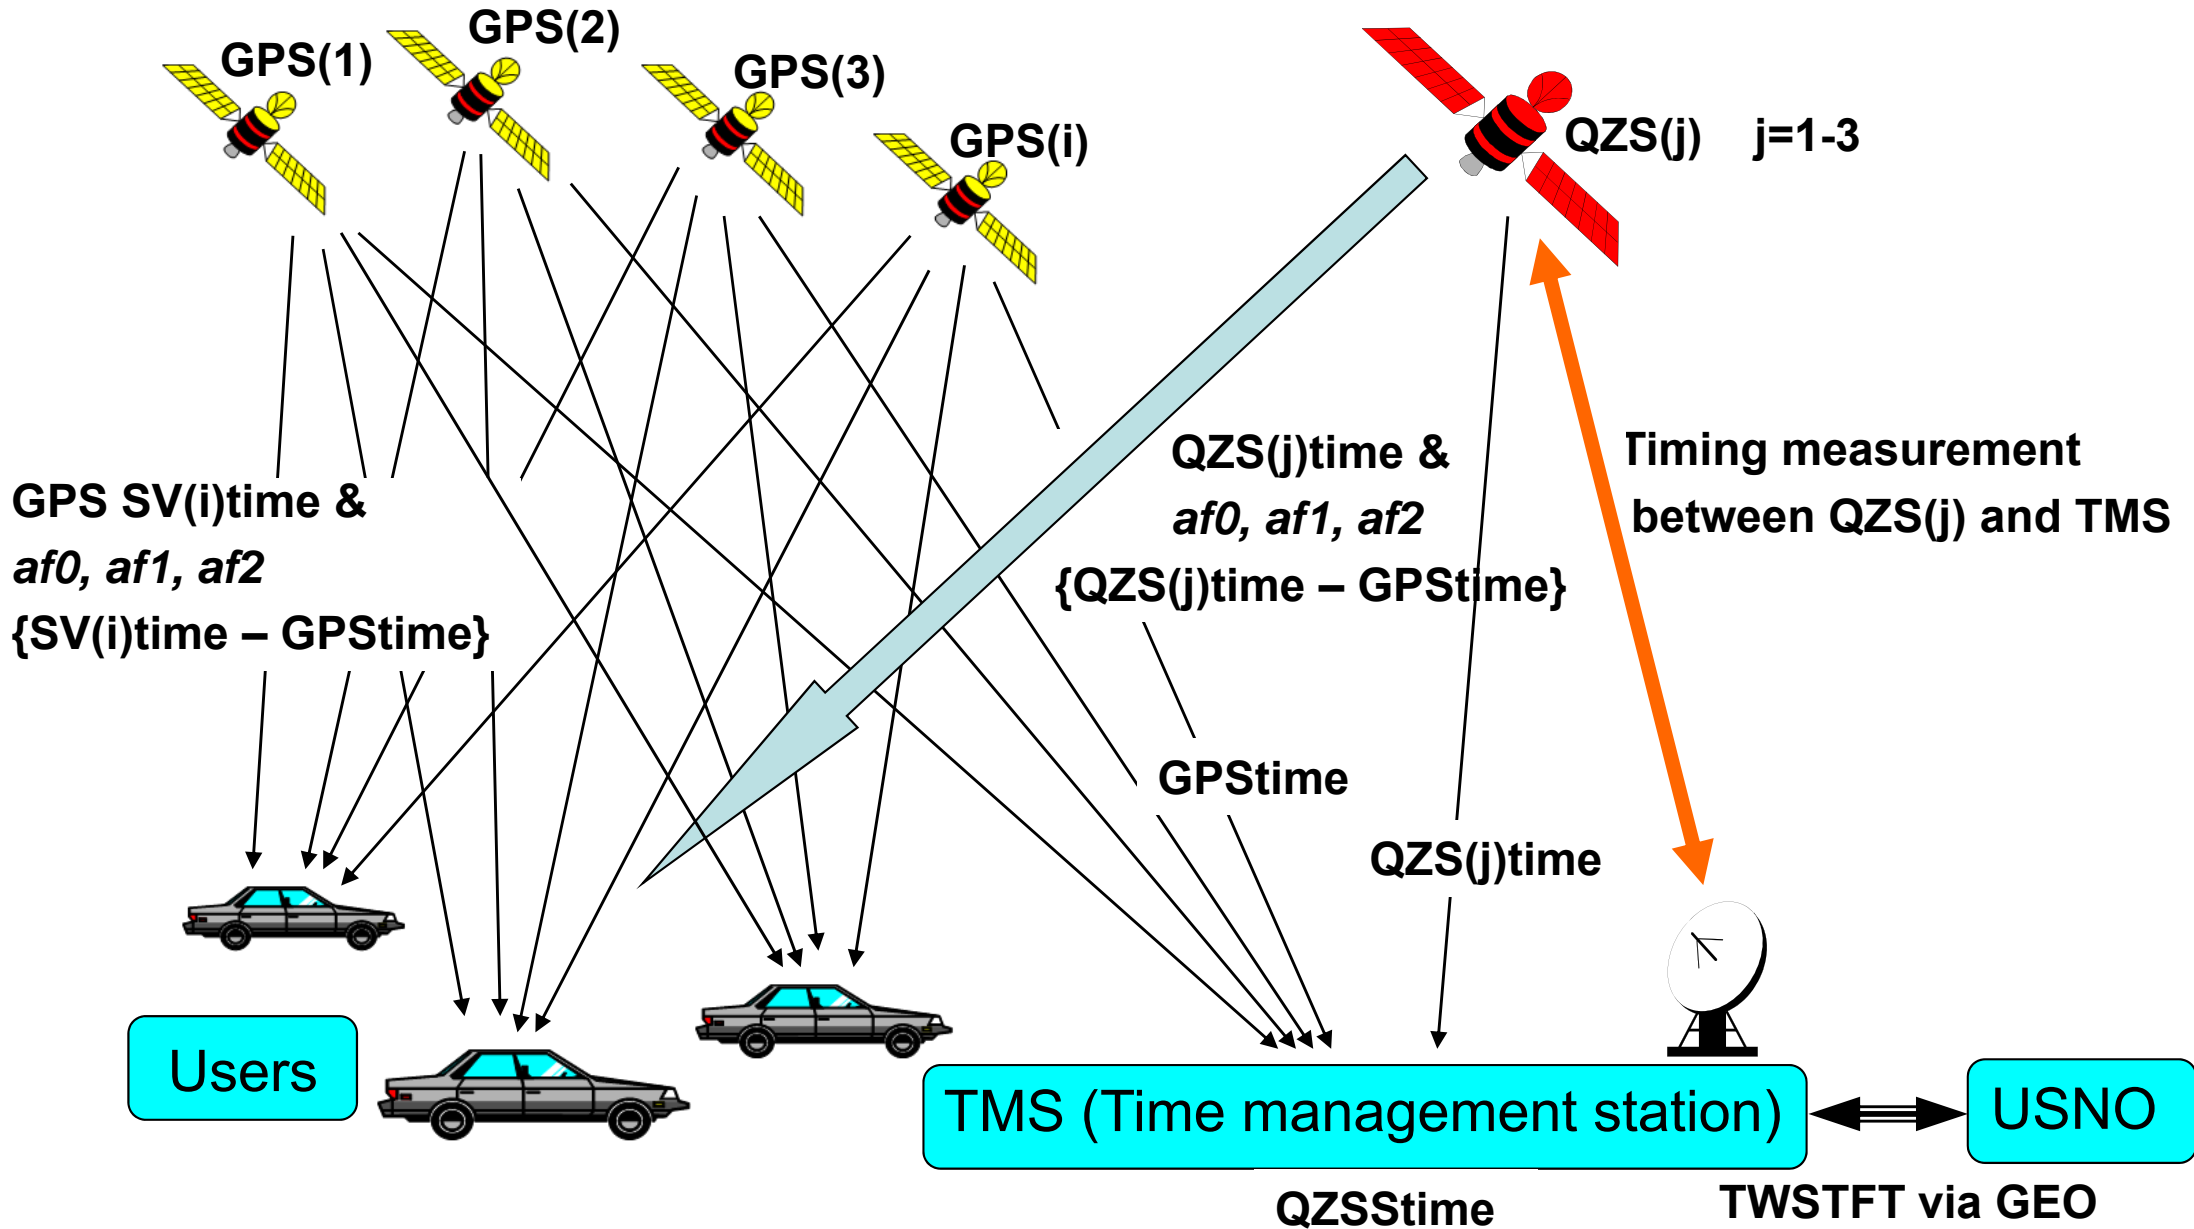 GPS(1)
GPS(2)
GPS(3)
GPS(i)
QZS(j) j=1-3
GPS SV(i)time &
af0, af1, af2
{SV(i)time – GPStime}
QZS(j)time &
af0, af1, af2
{QZS(j)time – GPStime}
Timing measurement
between QZS(j) and TMS
GPStime
QZS(j)time
Users
TMS (Time management station)
USNO
QZSStime
TWSTFT via GEO